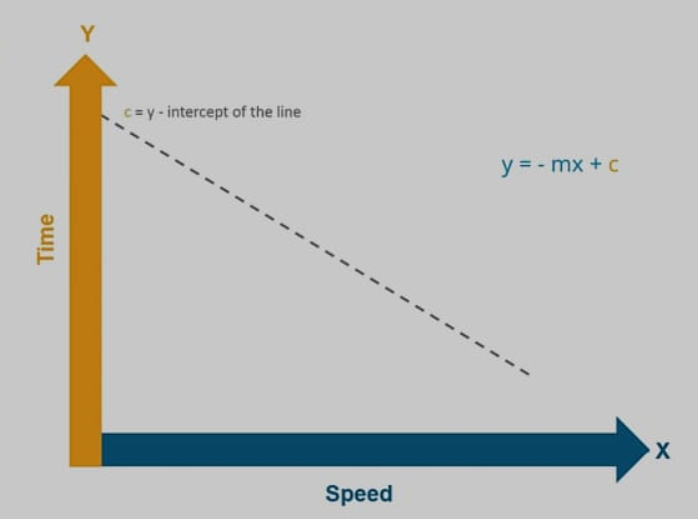 Y
c = y - intercept of the line
y = - mx + c
Time
X
Speed